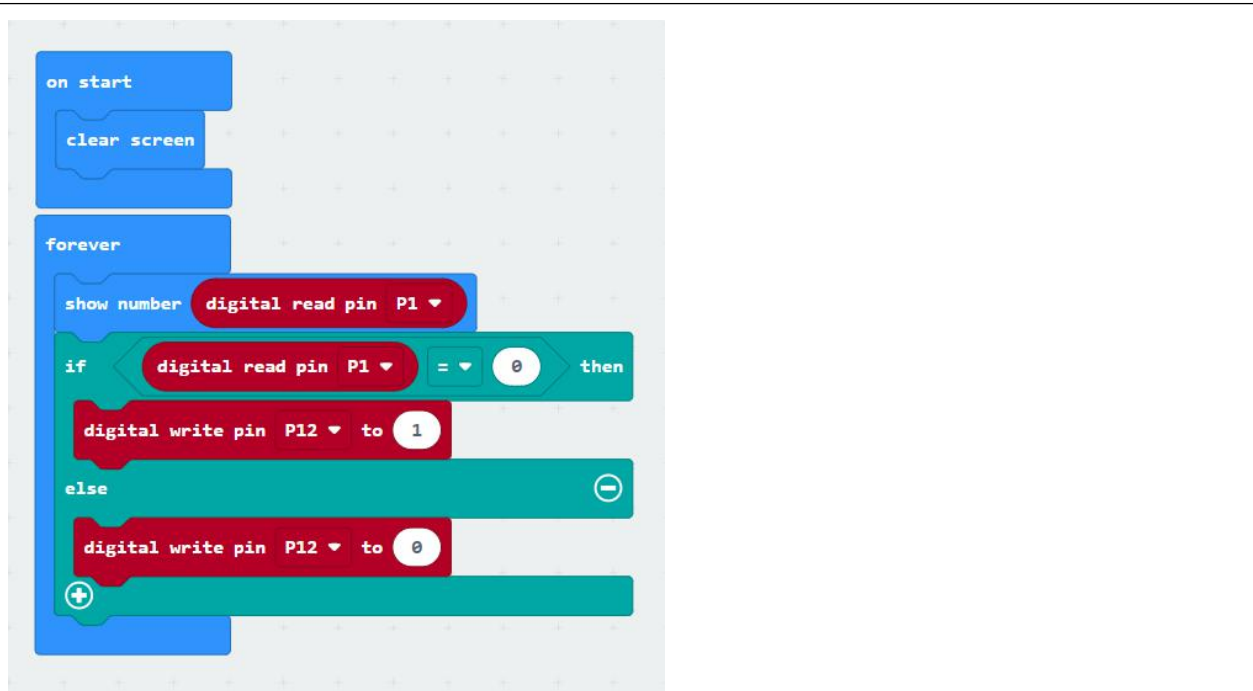 on start
clear screen
forever
show number digital read pin P1
if digital read pin P1 = 0 then
digital write pin P12 to 1
else
digital write pin P12 to 0